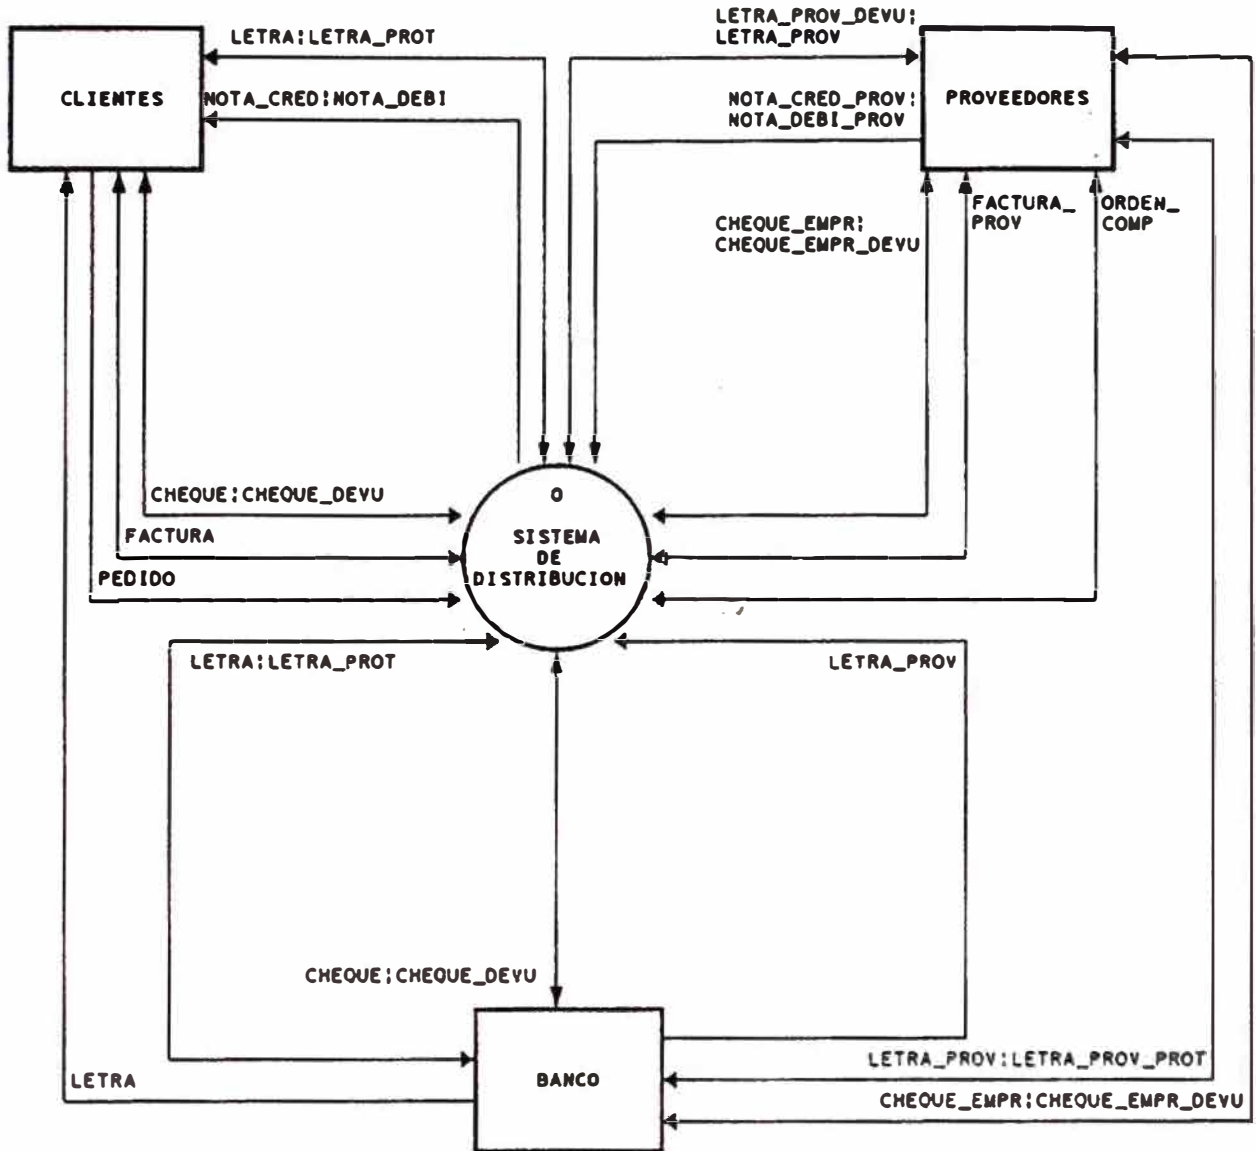 LETRA_PROV_DEVU¦
LETRA¦LETRA_PROT
LETRA_PROV
CLIENTES
NOTA_CRED¦NOTA_DEBI
NOTA_CRED_PROV¦
NOTA_DEBI_PROV
PROVEEDORES
CHEQUE_EMPR¦
CHEQUE_EMPR_DEVU
FACTURA_
PROV
ORDEN_
COMP
CHEQUE¦CHEQUE_DEVU
FACTURA
PEDIDO
O
SISTEMA
DE
DISTRIBUCION
LETRA¦LETRA_PROT
LETRA_PROV
CHEQUE¦CHEQUE_DEVU
LETRA
BANCO
LETRA_PROV¦LETRA_PROV_PROT
CHEQUE_EMPR¦CHEQUE_EMPR_DEVU